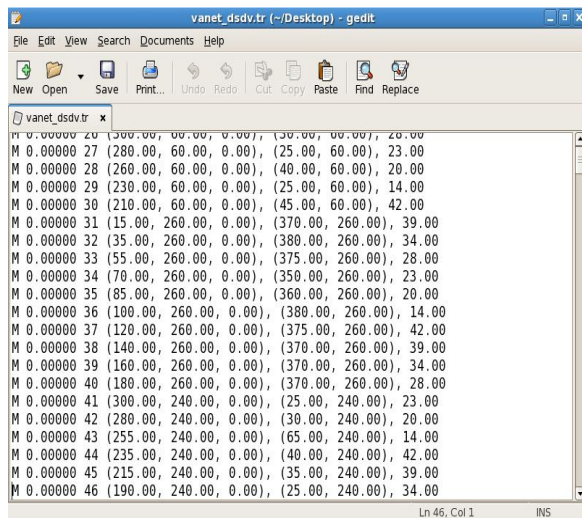 vanet_dsdv.tr (~/Desktop) - gedit
File Edit View Search Documents Help
New Open Save Print... Undo Redo Cut Copy Paste Find Replace
vanet_dsdv.tr
M 0.00000 26 (300.00, 60.00, 0.00), (30.00, 60.00), 28.00
M 0.00000 27 (280.00, 60.00, 0.00), (25.00, 60.00), 23.00
M 0.00000 28 (260.00, 60.00, 0.00), (40.00, 60.00), 20.00
M 0.00000 29 (230.00, 60.00, 0.00), (25.00, 60.00), 14.00
M 0.00000 30 (210.00, 60.00, 0.00), (45.00, 60.00), 42.00
M 0.00000 31 (15.00, 260.00, 0.00), (370.00, 260.00), 39.00
M 0.00000 32 (35.00, 260.00, 0.00), (380.00, 260.00), 34.00
M 0.00000 33 (55.00, 260.00, 0.00), (375.00, 260.00), 28.00
M 0.00000 34 (70.00, 260.00, 0.00), (350.00, 260.00), 23.00
M 0.00000 35 (85.00, 260.00, 0.00), (360.00, 260.00), 20.00
M 0.00000 36 (100.00, 260.00, 0.00), (380.00, 260.00), 14.00
M 0.00000 37 (120.00, 260.00, 0.00), (375.00, 260.00), 42.00
M 0.00000 38 (140.00, 260.00, 0.00), (370.00, 260.00), 39.00
M 0.00000 39 (160.00, 260.00, 0.00), (370.00, 260.00), 34.00
M 0.00000 40 (180.00, 260.00, 0.00), (370.00, 260.00), 28.00
M 0.00000 41 (300.00, 240.00, 0.00), (25.00, 240.00), 23.00
M 0.00000 42 (280.00, 240.00, 0.00), (30.00, 240.00), 20.00
M 0.00000 43 (255.00, 240.00, 0.00), (65.00, 240.00), 14.00
M 0.00000 44 (235.00, 240.00, 0.00), (40.00, 240.00), 42.00
M 0.00000 45 (215.00, 240.00, 0.00), (35.00, 240.00), 39.00
M 0.00000 46 (190.00, 240.00, 0.00), (25.00, 240.00), 34.00
Ln 46, Col 1 INS